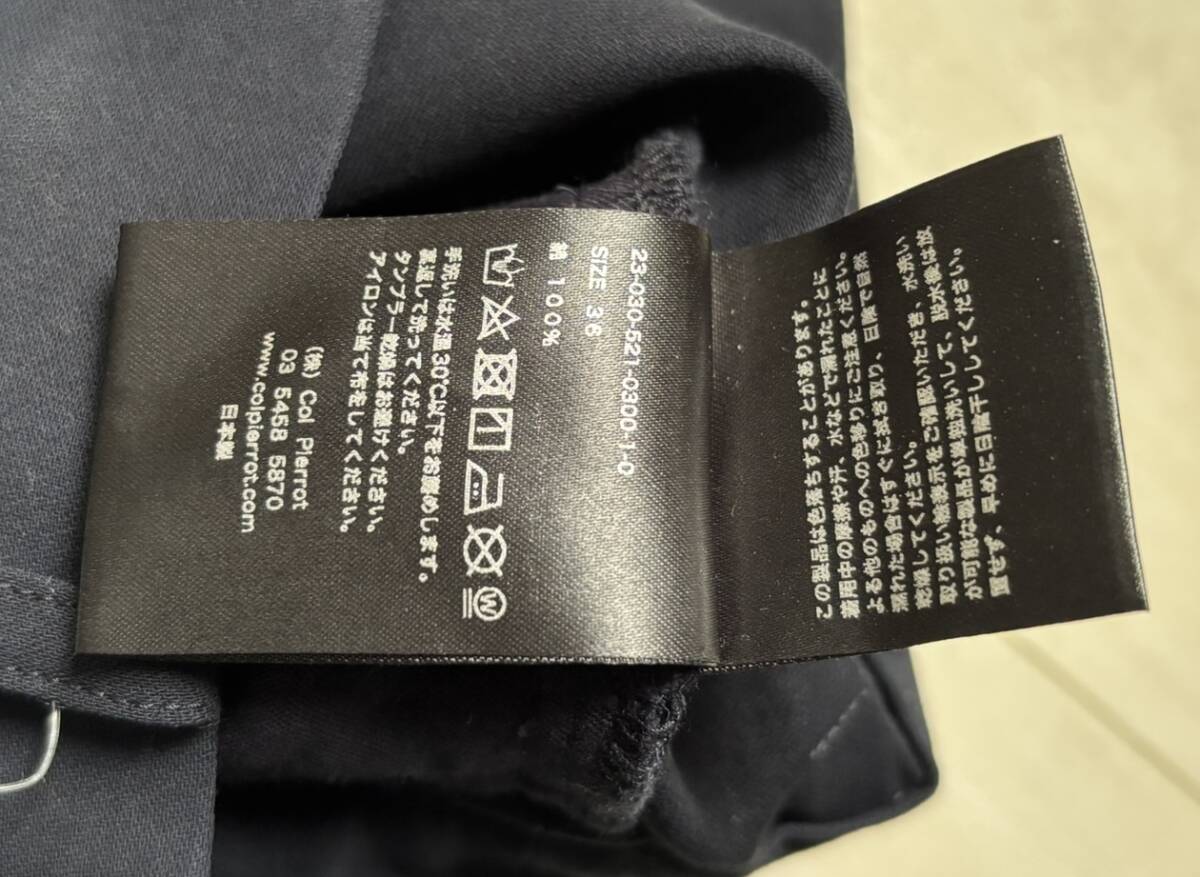 23-030-521-0300-1-0
SIZE 36
綿 100%
手洗いは水温30℃以下をお薦めします。
裏返して洗ってください。
タンブラー乾燥はお避けください。
アイロンは当て布をしてください。
(株) Col Pierrot
03 5458 5870
www.colpierrot.com
日本製
この製品は色落ちすることがあります。
着用中の摩擦や汗、水などで濡れたことに
よる他のものへの色移りにご注意ください。
濡れた場合はすぐに拭き取り、日陰で自然
乾燥してください。
取り扱い絵表示をご確認いただき、水洗い
が可能な製品が単独洗いして、脱水後は放
置せず、早めに日陰干ししてください。